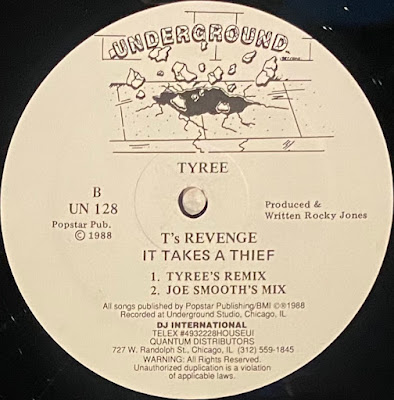 UNDERGROUND
TYREE
B
UN 128
Popstar Pub.
© 1988
Produced &
Written Rocky Jones
T's REVENGE
IT TAKES A THIEF
1. TYREE'S REMIX
2. JOE SMOOTH'S MIX
All songs published by Popstar Publishing/BMI ©℗1988
Recorded at Underground Studio, Chicago, IL
DJ INTERNATIONAL
TELEX #4932228HOUSEUI
QUANTUM DISTRIBUTORS
727 W. Randolph St., Chicago, IL (312) 559-1845
WARNING: All Rights Reserved.
Unauthorized duplication is a violation
of applicable laws.